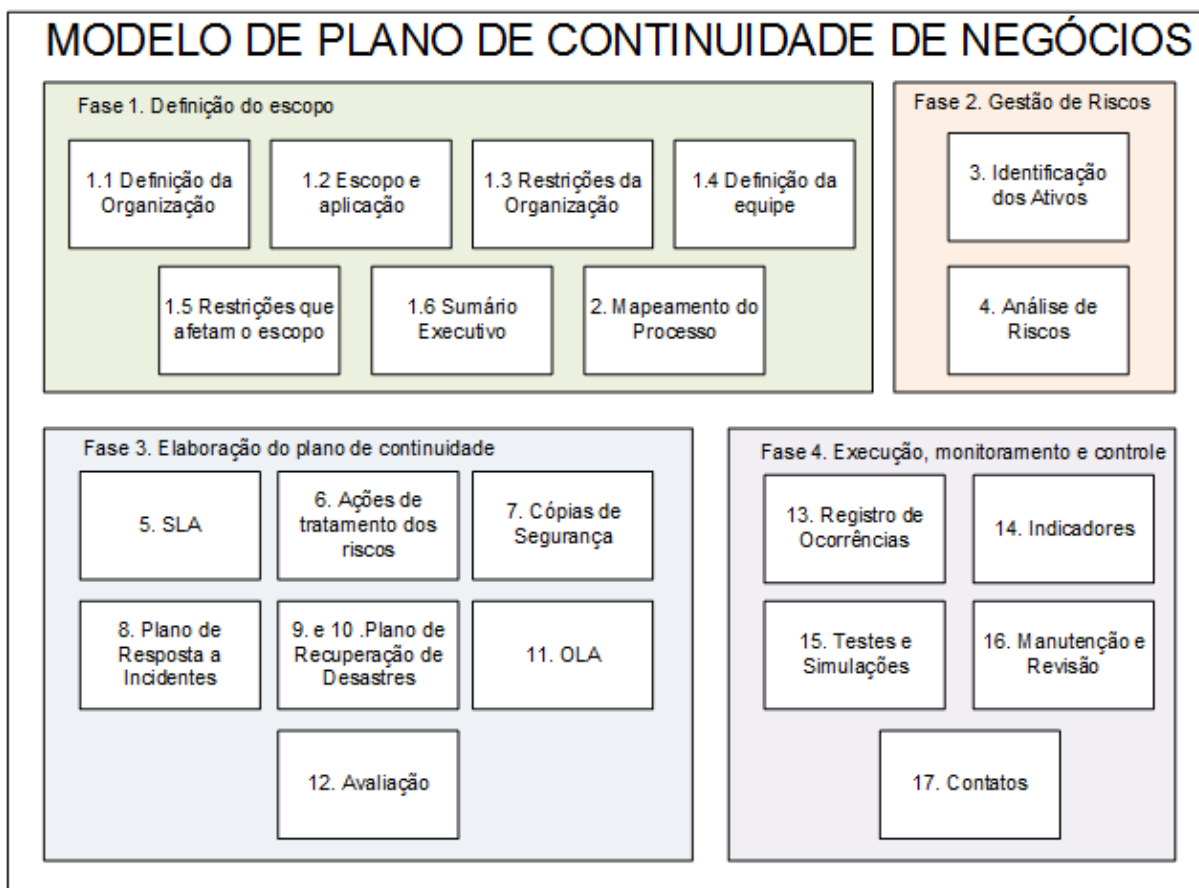 MODELO DE PLANO DE CONTINUIDADE DE NEGÓCIOS
Fase 1. Definição do escopo
1.1 Definição da
Organização
1.2 Escopo e
aplicação
1.3 Restrições da
Organização
1.4 Definição da
equipe
1.5 Restrições que
afetam o escopo
1.6 Sumário
Executivo
2. Mapeamento do
Processo
Fase 2. Gestão de Riscos
3. Identificação
dos Ativos
4. Análise de
Riscos
Fase 3. Elaboração do plano de continuidade
5. SLA
6. Ações de
tratamento dos
riscos
7. Cópias de
Segurança
8. Plano de
Resposta a
Incidentes
9. e 10 .Plano de
Recuperação de
Desastres
11. OLA
12. Avaliação
Fase 4. Execução, monitoramento e controle
13. Registro de
Ocorrências
14. Indicadores
15. Testes e
Simulações
16. Manutenção e
Revisão
17. Contatos